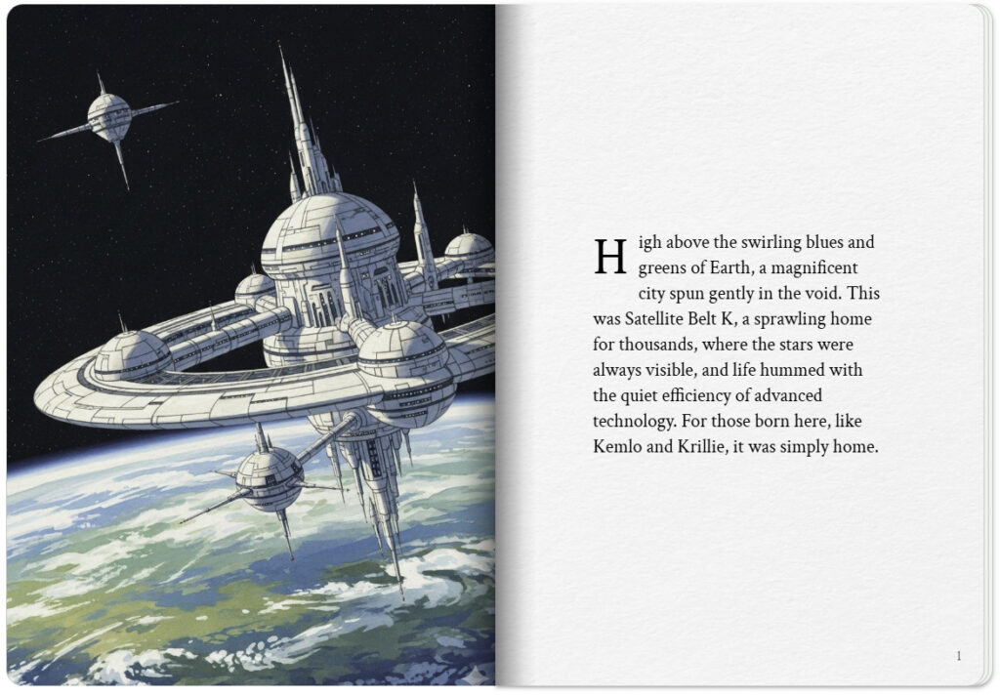 High above the swirling blues and
greens of Earth, a magnificent
city spun gently in the void. This
was Satellite Belt K, a sprawling home
for thousands, where the stars were
always visible, and life hummed with
the quiet efficiency of advanced
technology. For those born here, like
Kemlo and Krillie, it was simply home.
1